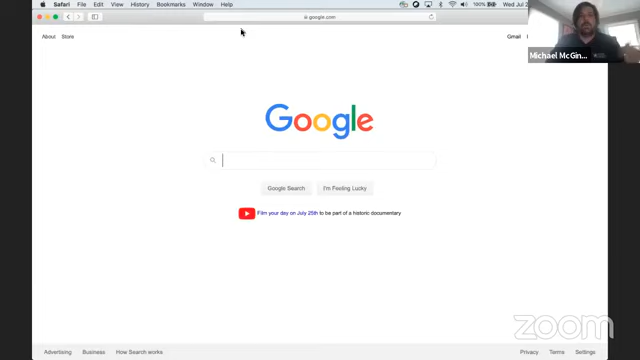 Safari File Edit View History Bookmarks Window Help
100%
Wed Jul 2
google.com
About Store
Gmail
Michael McGin...
Google
Google Search I'm Feeling Lucky
Film your day on July 25th to be part of a historic documentary
zoom
Advertising Business How Search works
Privacy Terms Settings